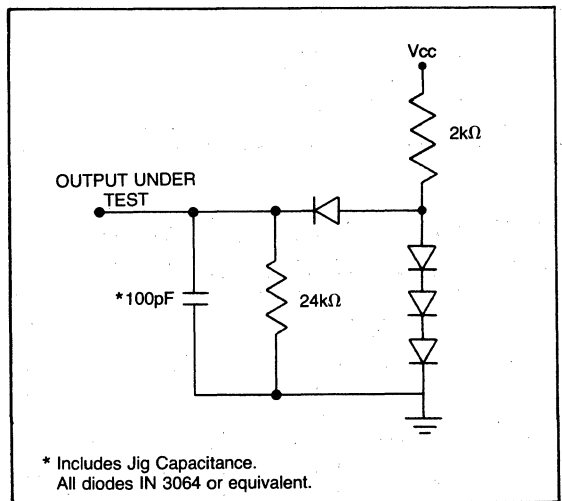 Vcc
2kΩ
OUTPUT UNDER
TEST
*100pF
24kΩ
* Includes Jig Capacitance.
All diodes IN 3064 or equivalent.